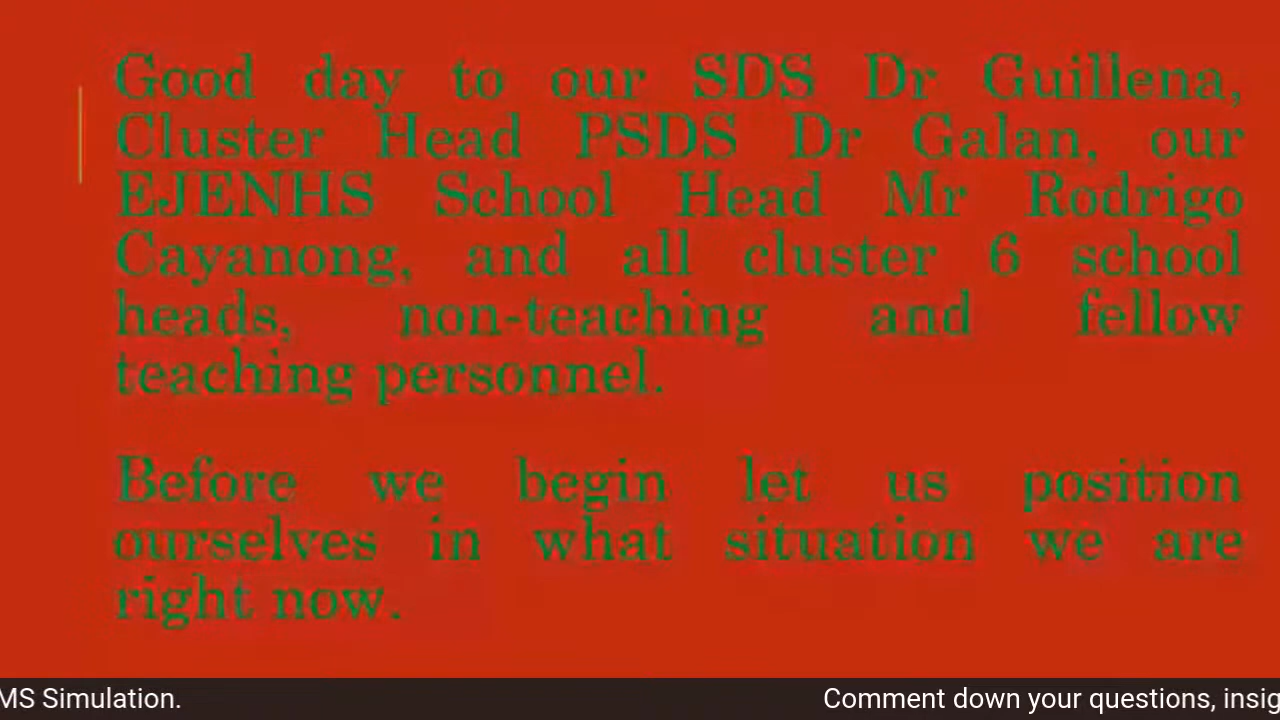 Good day to our SDS Dr Guillena,
Cluster Head PSDS Dr Galan, our
EJENHS School Head Mr Rodrigo
Cayanong, and all cluster 6 school
heads, non-teaching and fellow
teaching personnel.
Before we begin let us position
ourselves in what situation we are
right now.
MS Simulation. Comment down your questions, insig